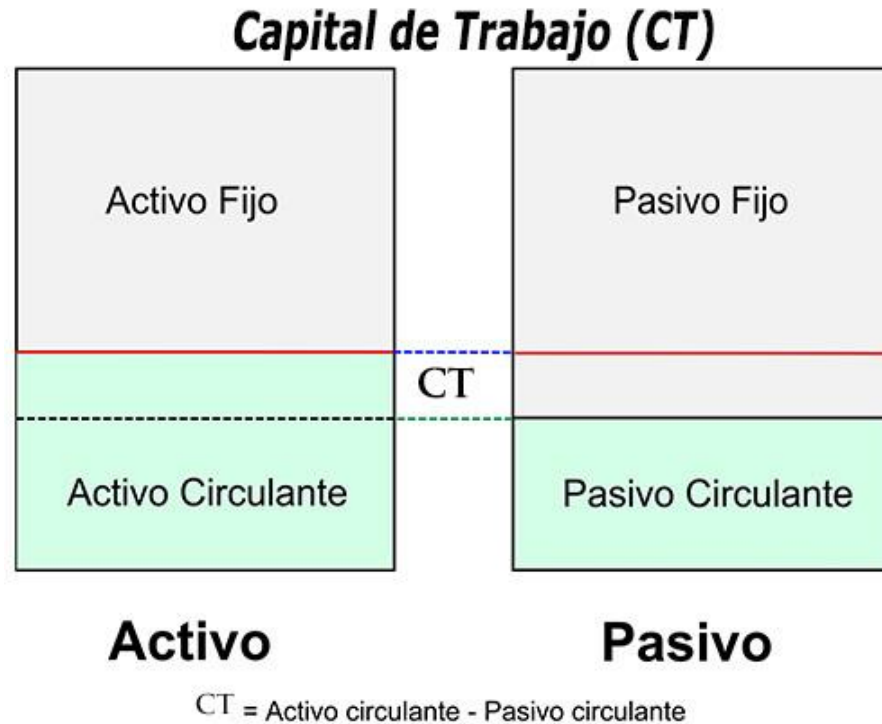 Capital de Trabajo (CT)
Activo Fijo
Pasivo Fijo
CT
Activo Circulante
Pasivo Circulante
Activo
Pasivo
CT = Activo circulante - Pasivo circulante